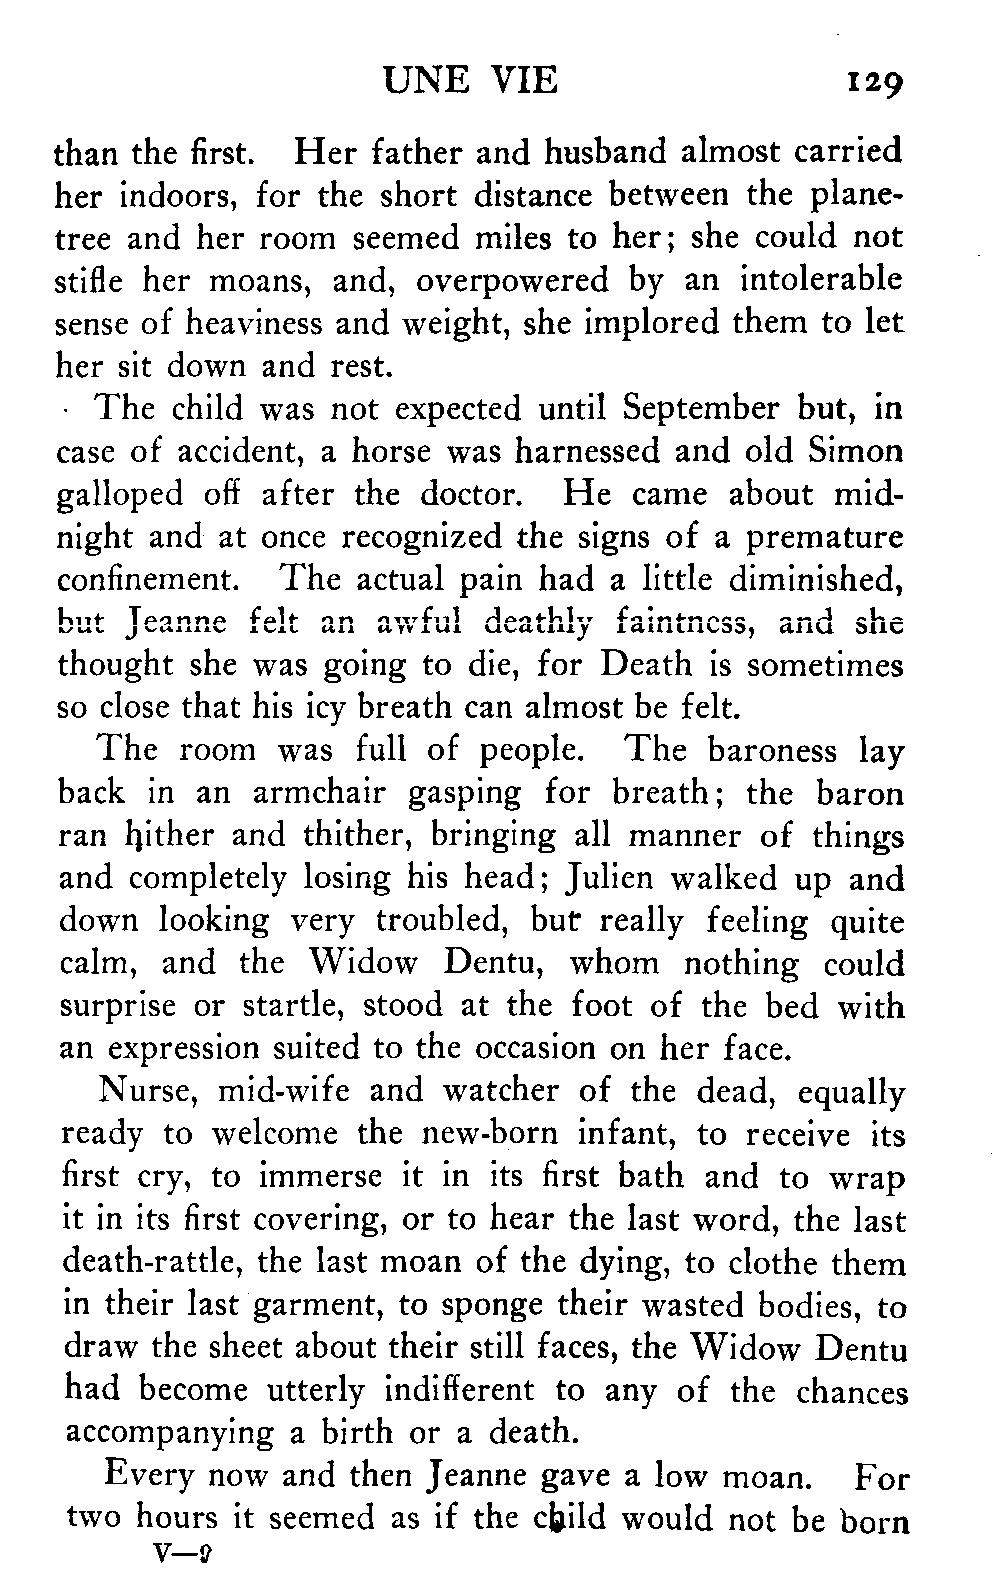 UNE VIE 129
than the first. Her father and husband almost carried
her indoors, for the short distance between the plane-
tree and her room seemed miles to her; she could not
stifle her moans, and, overpowered by an intolerable
sense of heaviness and weight, she implored them to let
her sit down and rest.
The child was not expected until September but, in
case of accident, a horse was harnessed and old Simon
galloped off after the doctor. He came about mid-
night and at once recognized the signs of a premature
confinement. The actual pain had a little diminished,
but Jeanne felt an awful deathly faintness, and she
thought she was going to die, for Death is sometimes
so close that his icy breath can almost be felt.
The room was full of people. The baroness lay
back in an armchair gasping for breath; the baron
ran hither and thither, bringing all manner of things
and completely losing his head; Julien walked up and
down looking very troubled, but really feeling quite
calm, and the Widow Dentu, whom nothing could
surprise or startle, stood at the foot of the bed with
an expression suited to the occasion on her face.
Nurse, mid-wife and watcher of the dead, equally
ready to welcome the new-born infant, to receive its
first cry, to immerse it in its first bath and to wrap
it in its first covering, or to hear the last word, the last
death-rattle, the last moan of the dying, to clothe them
in their last garment, to sponge their wasted bodies, to
draw the sheet about their still faces, the Widow Dentu
had become utterly indifferent to any of the chances
accompanying a birth or a death.
Every now and then Jeanne gave a low moan. For
two hours it seemed as if the child would not be born
V—9